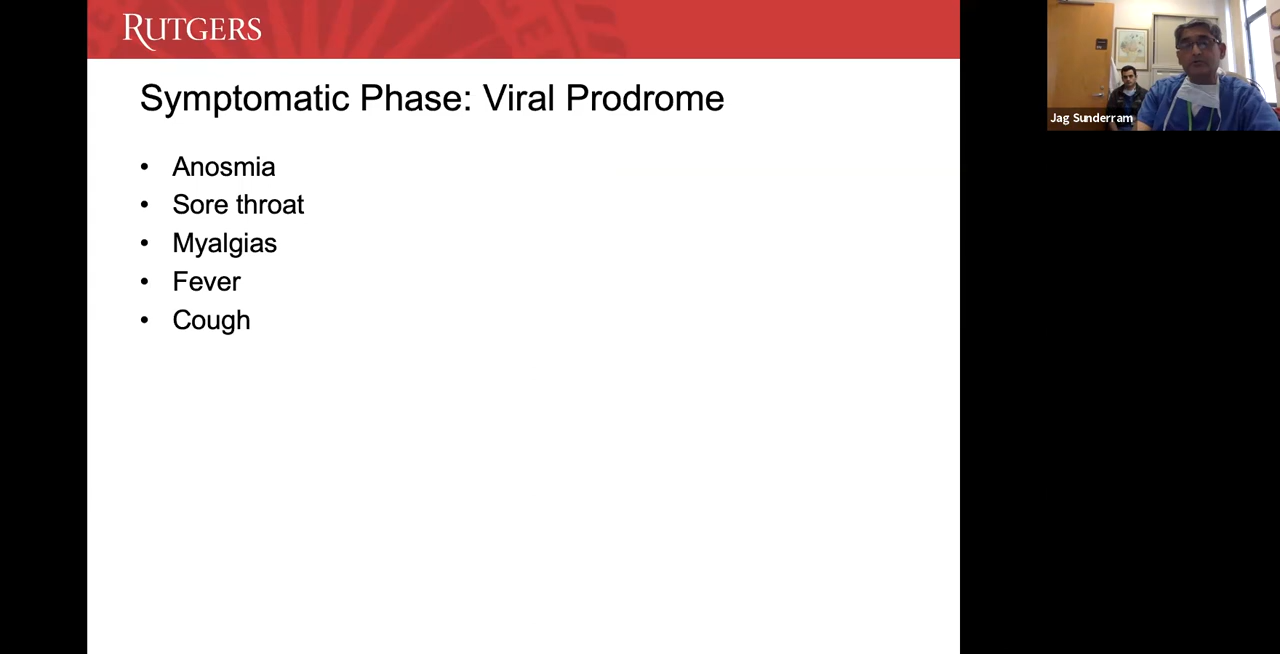 RUTGERS
Symptomatic Phase: Viral Prodrome
• Anosmia
• Sore throat
• Myalgias
• Fever
• Cough
Jag Sunderram